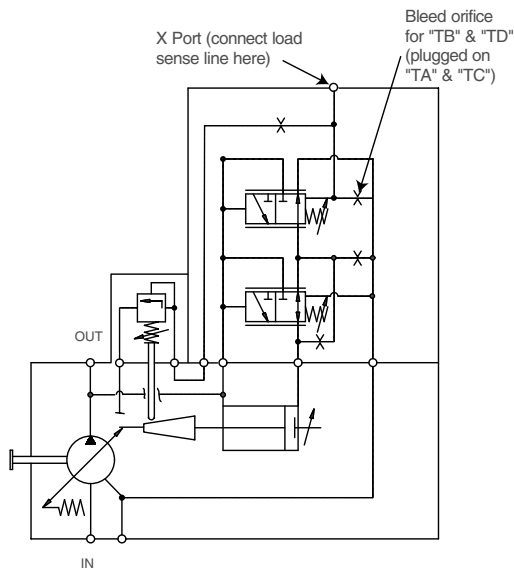 X Port (connect load
sense line here)
Bleed orifice
for "TB" & "TD"
(plugged on
"TA" & "TC")
OUT
IN